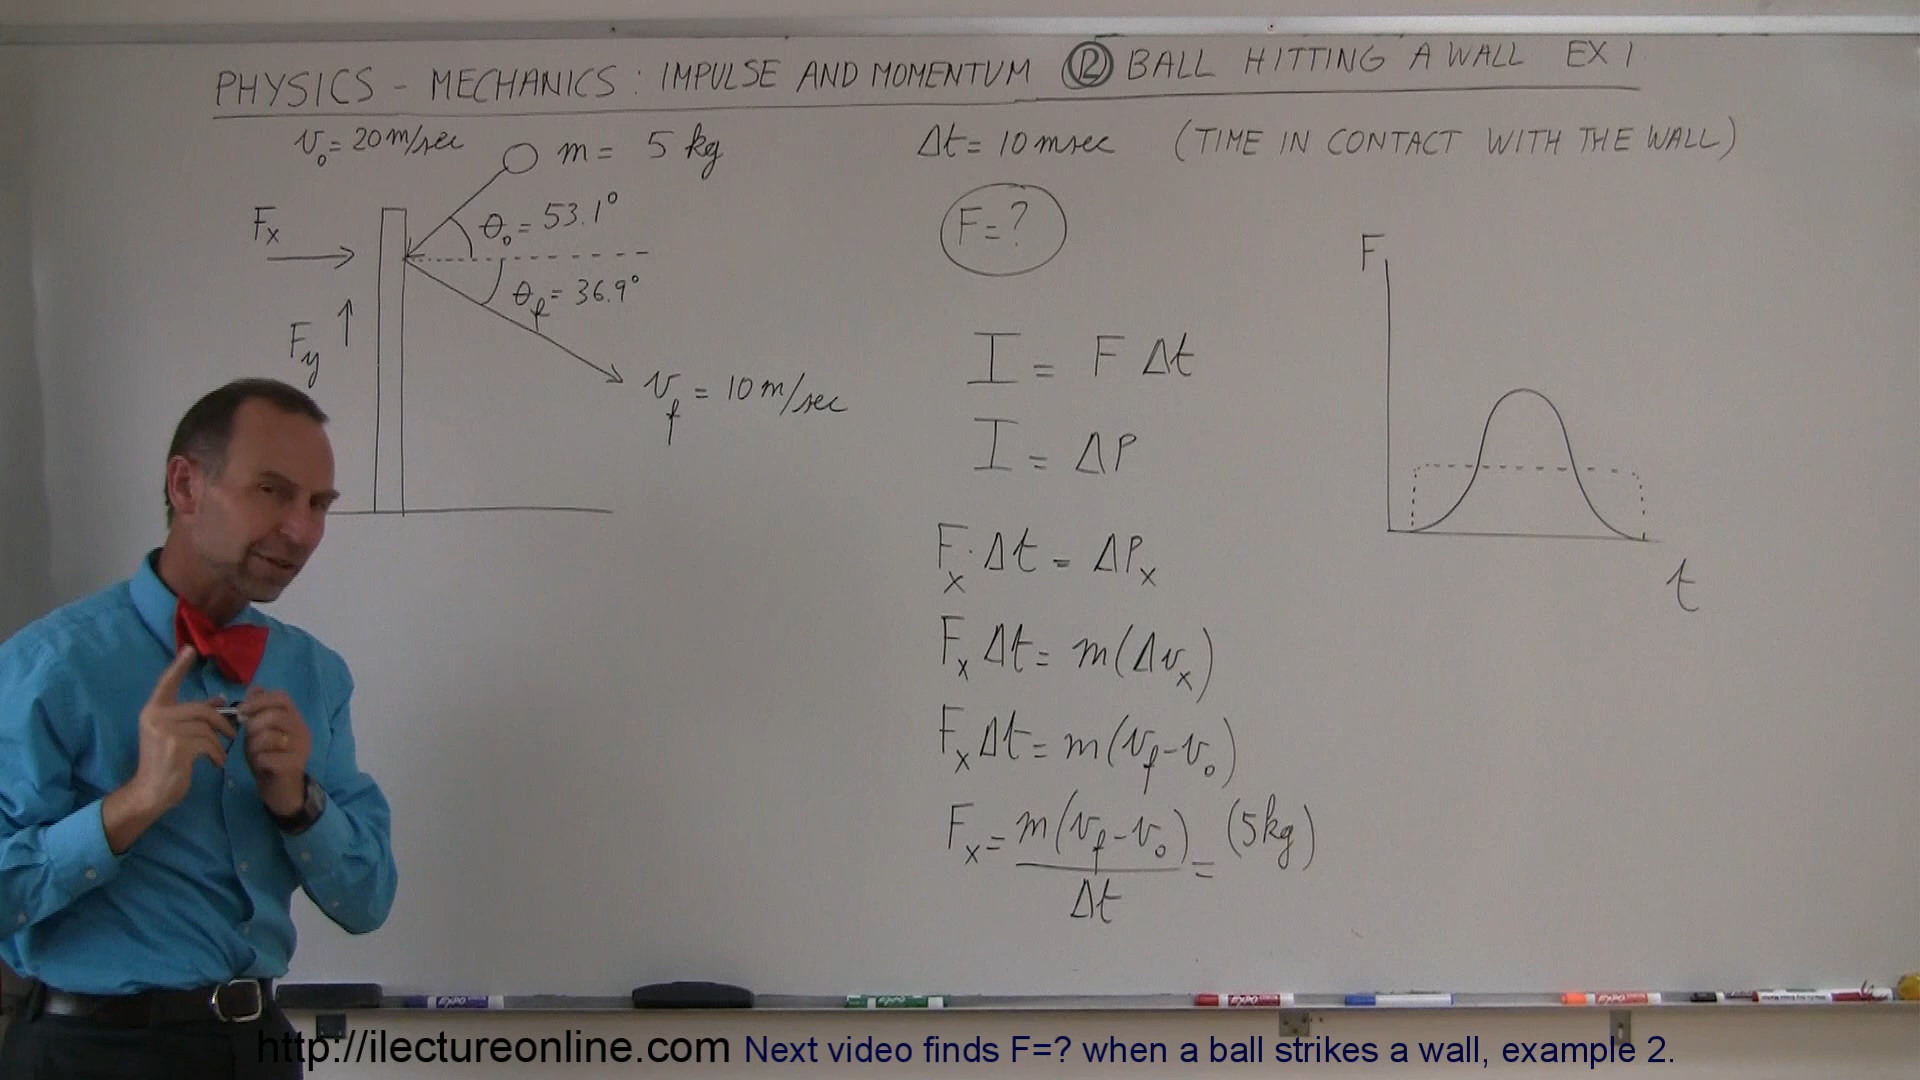 PHYSICS - MECHANICS: IMPULSE AND MOMENTUM ⑫ BALL HITTING A WALL EX 1
v₀ = 20 m/sec
m = 5 kg
Δt = 10 msec (TIME IN CONTACT WITH THE WALL)
Fx
θ₀ = 53.1°
θf = 36.9°
Fy
vf = 10 m/sec
F = ?
I = F Δt
I = ΔP
Fx · Δt = ΔPx
Fx Δt = m(Δvx)
Fx Δt = m(vf - v₀)
Fx = m(vf - v₀) / Δt = (5 kg)
F
t
http://ilectureonline.com Next video finds F=? when a ball strikes a wall, example 2.